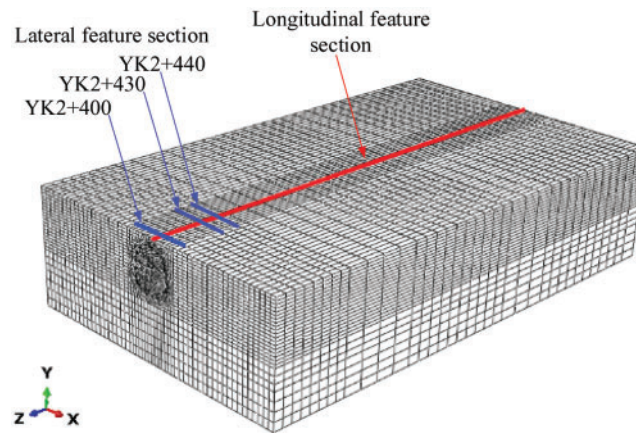 Longitudinal feature
section
Lateral feature section
YK2+440
YK2+430
YK2+400
Y
Z
X